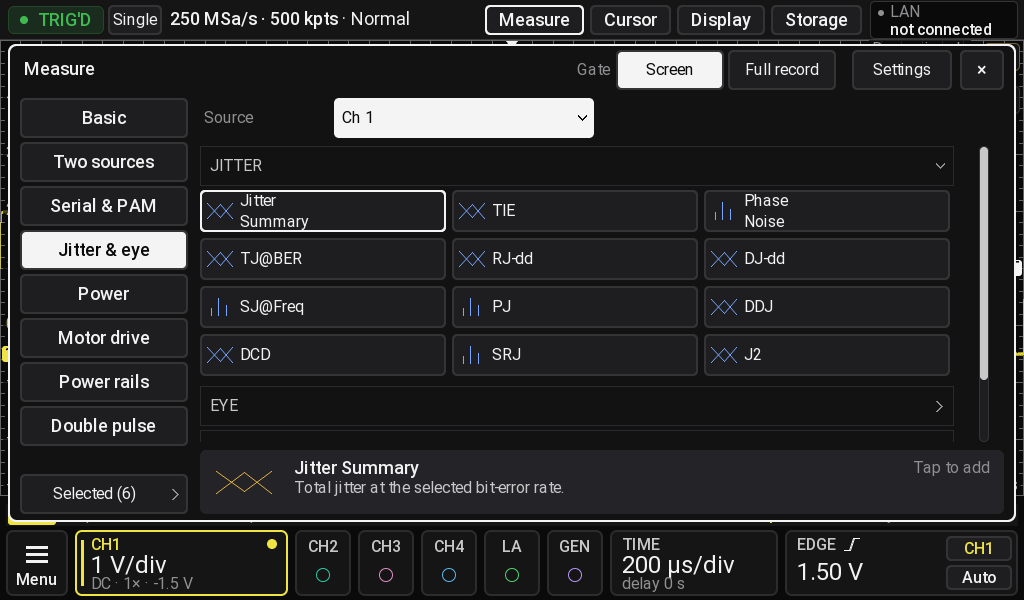 TRIG'D
Single
250 MSa/s · 500 kpts · Normal
Measure
Cursor
Display
Storage
LAN
not connected
Measure
Gate
Screen
Full record
Settings
×
Basic
Two sources
Serial & PAM
Jitter & eye
Power
Motor drive
Power rails
Double pulse
Selected (6)
Source
Ch 1
JITTER
Jitter
Summary
TIE
Phase
Noise
TJ@BER
RJ-dd
DJ-dd
SJ@Freq
PJ
DDJ
DCD
SRJ
J2
EYE
Jitter Summary
Total jitter at the selected bit-error rate.
Tap to add
Menu
CH1
1 V/div
DC · 1× · -1.5 V
CH2
CH3
CH4
LA
GEN
TIME
200 µs/div
delay 0 s
EDGE
1.50 V
CH1
Auto